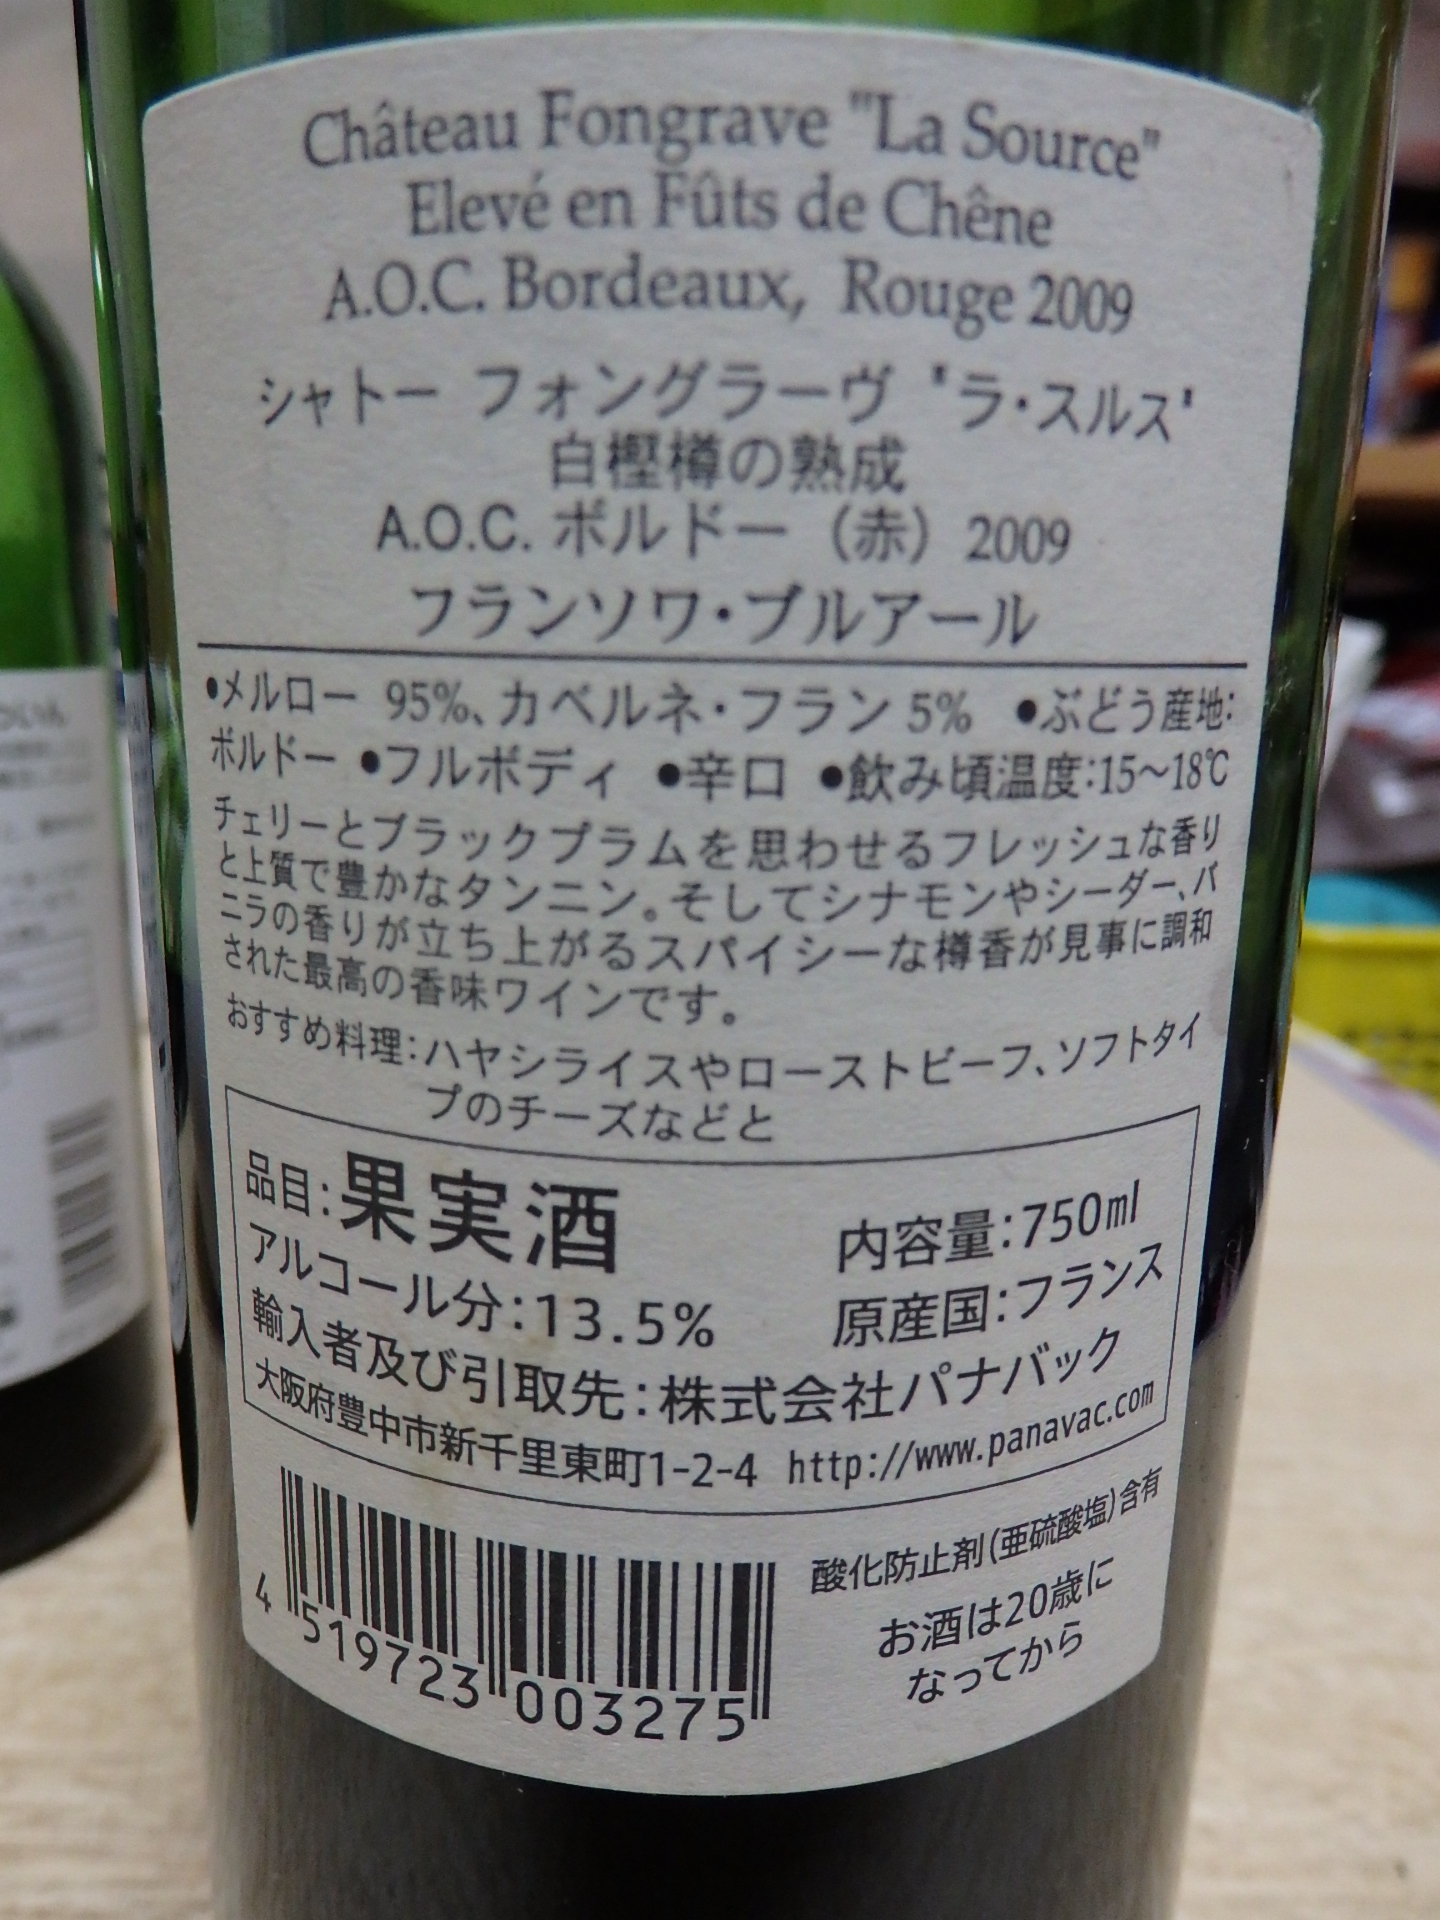 Château Fongrave "La Source"
Elevé en Fûts de Chêne
A.O.C. Bordeaux, Rouge 2009
シャトー フォングラーヴ "ラ・スルス"
白樫樽の熟成
A.O.C. ボルドー (赤) 2009
フランソワ・ブルアール
●メルロー 95%、カベルネ・フラン 5% ●ぶどう産地:
ボルドー ●フルボディ ●辛口 ●飲み頃温度:15〜18℃
チェリーとブラックプラムを思わせるフレッシュな香り
と上質で豊かなタンニン。そしてシナモンやシーダー、バ
ニラの香りが立ち上がるスパイシーな樽香が見事に調和
された最高の香味ワインです。
おすすめ料理:ハヤシライスやローストビーフ、ソフトタイ
プのチーズなどと
品目:果実酒 内容量:750ml
アルコール分:13.5% 原産国:フランス
輸入者及び引取先:株式会社パナバック
大阪府豊中市新千里東町1-2-4 http://www.panavac.com
酸化防止剤(亜硫酸塩)含有
お酒は20歳に
なってから
4 519723 003275